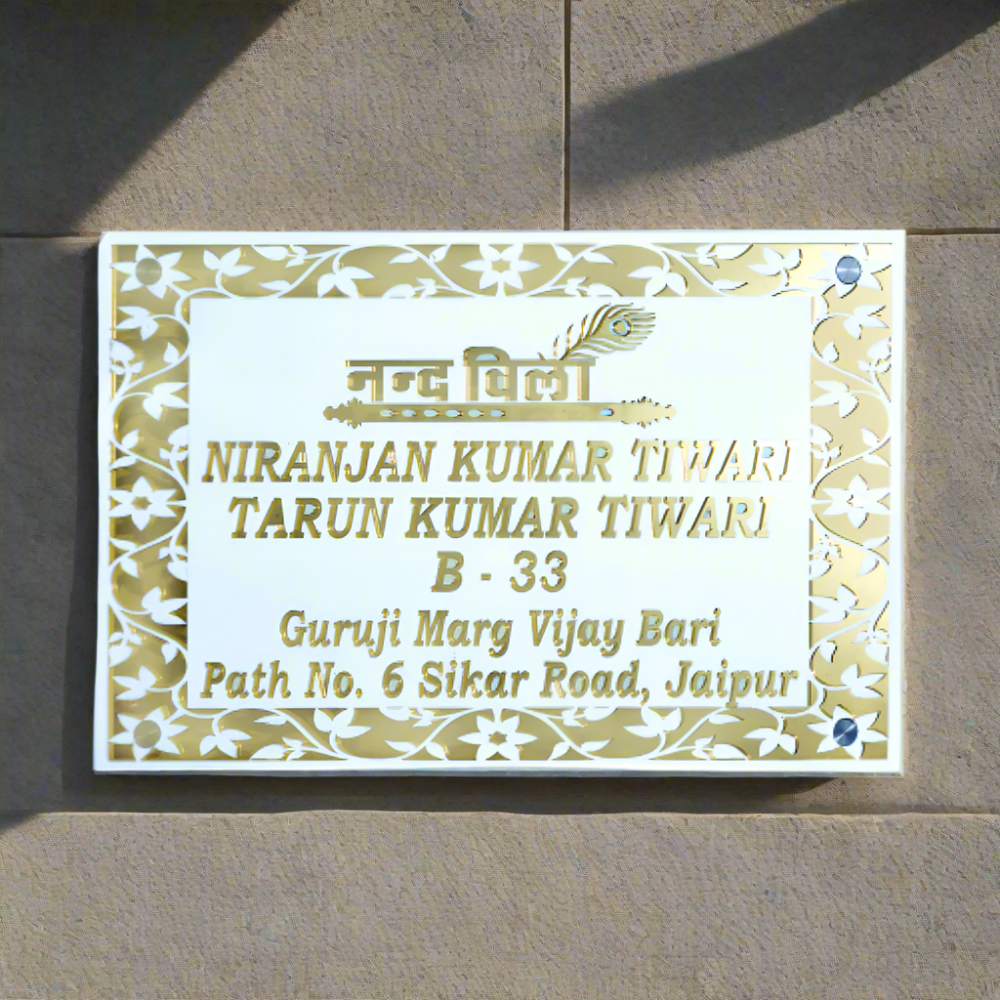 नन्द विला
NIRANJAN KUMAR TIWARI
TARUN KUMAR TIWARI
B - 33
Guruji Marg Vijay Bari
Path No. 6 Sikar Road, Jaipur